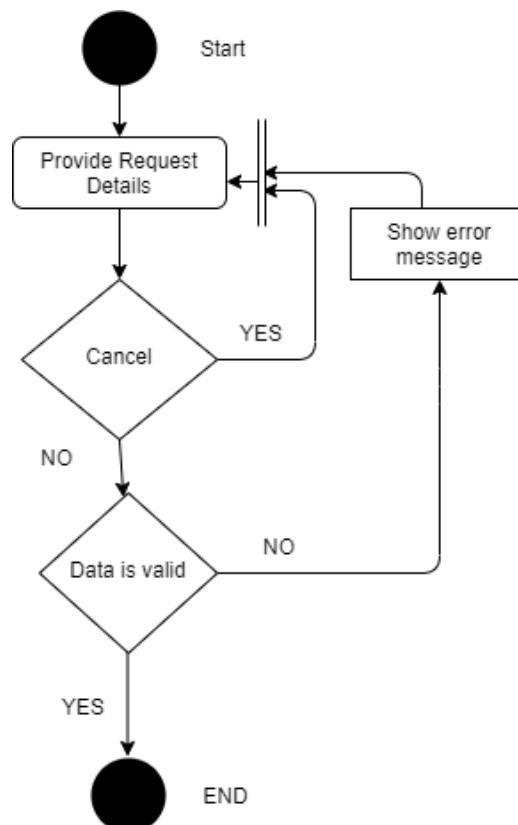 Start
Provide Request
Details
Show error
message
YES
Cancel
NO
NO
Data is valid
YES
END